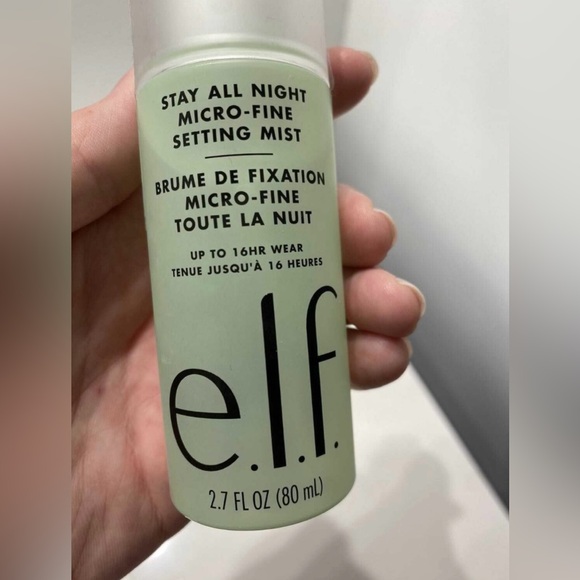 STAY ALL NIGHT
MICRO-FINE
SETTING MIST
BRUME DE FIXATION
MICRO-FINE
TOUTE LA NUIT
UP TO 16HR WEAR
TENUE JUSQU'À 16 HEURES
e.l.f.
2.7 FL OZ (80 mL)